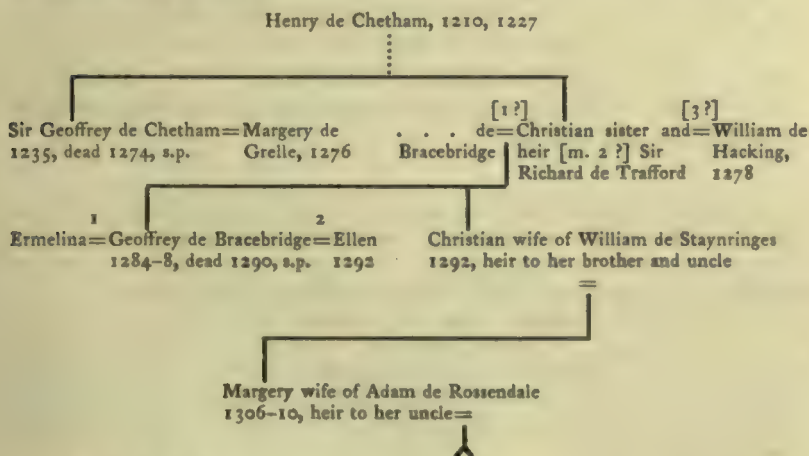 Henry de Chetham, 1210, 1227
[1 ?] [3 ?]
Sir Geoffrey de Chetham=Margery de . . . de=Christian sister and=William de
1235, dead 1274, s.p. Grelle, 1276 Bracebridge heir [m. 2 ?] Sir Hacking,
Richard de Trafford 1278
1 2
Ermelina=Geoffrey de Bracebridge=Ellen Christian wife of William de Staynringes
1284–8, dead 1290, s.p. 1292 1292, heir to her brother and uncle
=
Margery wife of Adam de Rossendale
1306–10, heir to her uncle=